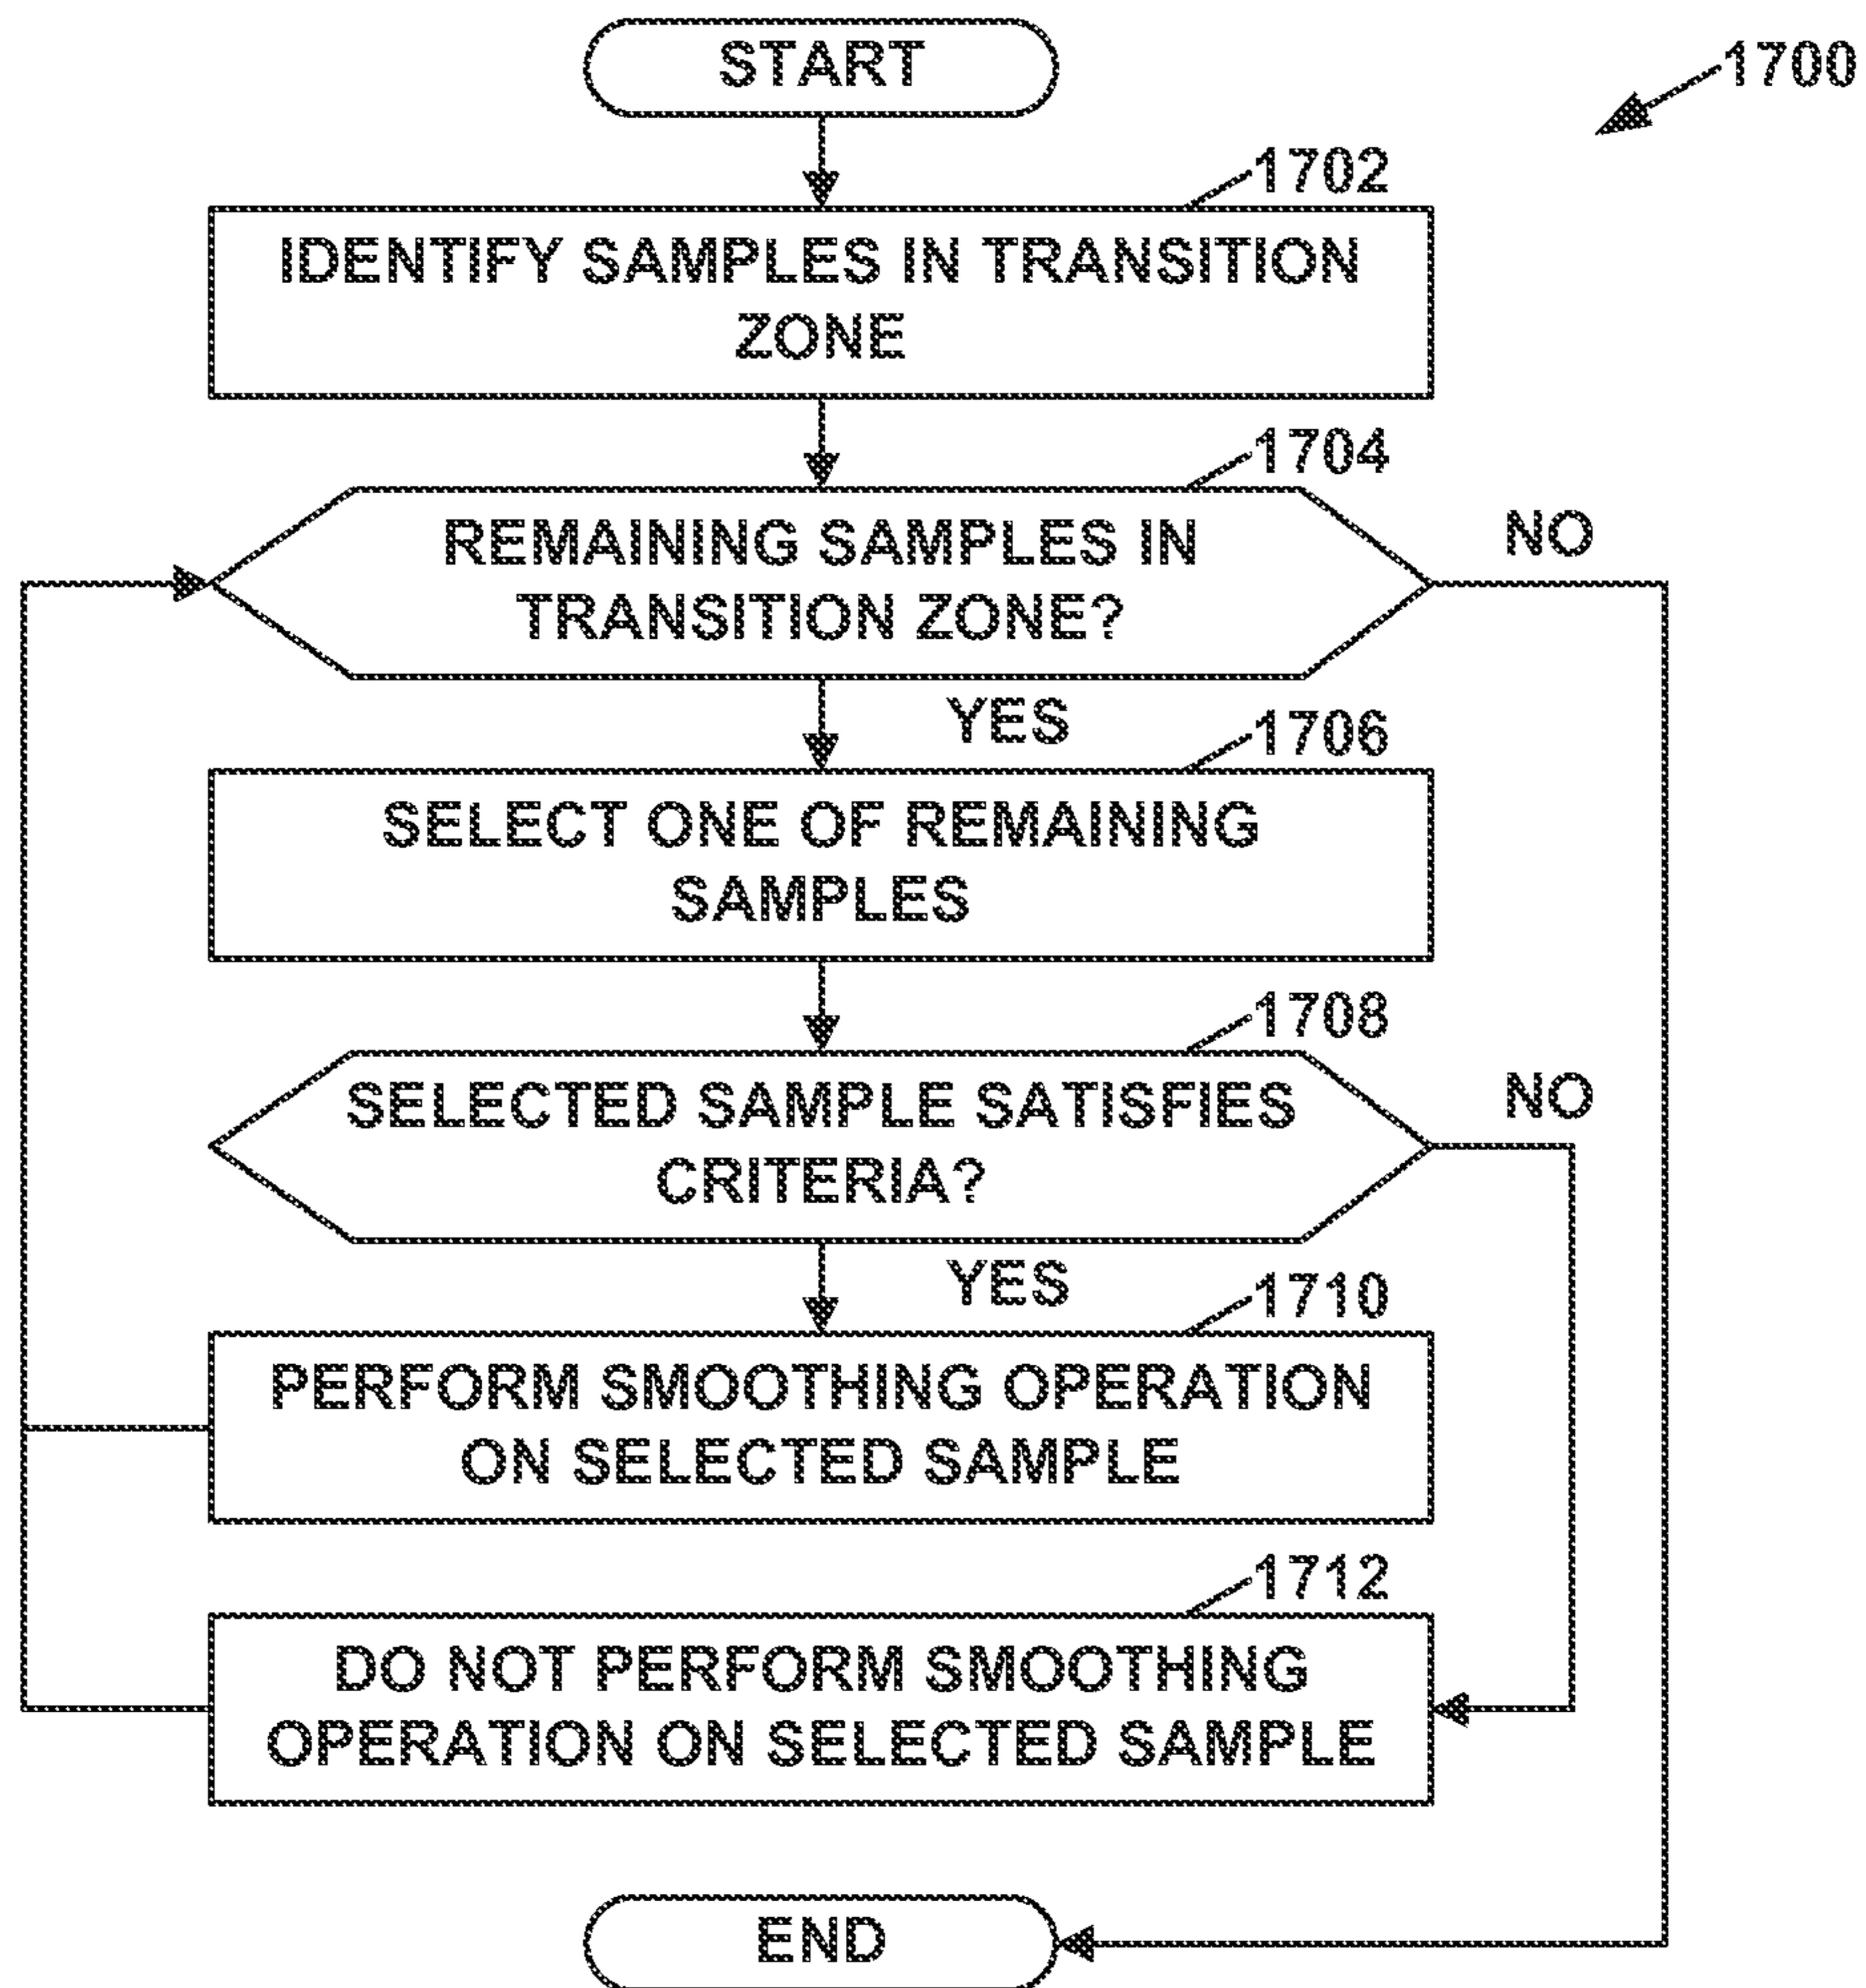 START
1700
1702
IDENTIFY SAMPLES IN TRANSITION
ZONE
1704
REMAINING SAMPLES IN
TRANSITION ZONE?
NO
YES
1706
SELECT ONE OF REMAINING
SAMPLES
1708
SELECTED SAMPLE SATISFIES
CRITERIA?
NO
YES
1710
PERFORM SMOOTHING OPERATION
ON SELECTED SAMPLE
1712
DO NOT PERFORM SMOOTHING
OPERATION ON SELECTED SAMPLE
END